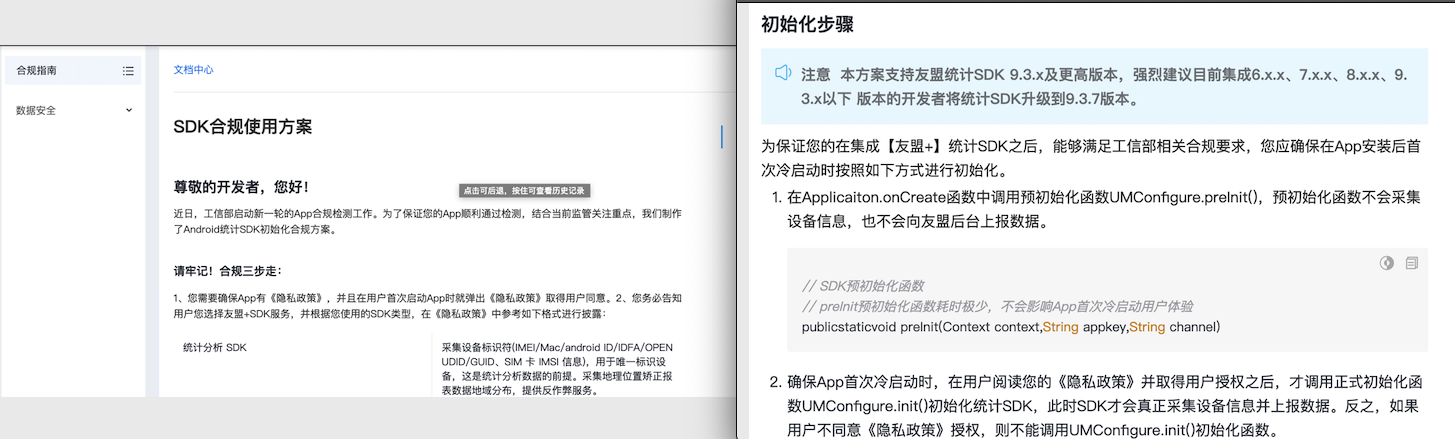 合规指南
数据安全
文档中心
SDK合规使用方案
尊敬的开发者，您好！
点击可后退，按住可查看历史记录
近日，工信部启动新一轮的App合规检测工作。为了保证您的App顺利通过检测，结合当前监管关注重点，我们制作
了Android统计SDK初始化合规方案。
请牢记！合规三步走：
1、您需要确保App有《隐私政策》，并且在用户首次启动App时就弹出《隐私政策》取得用户同意。2、您务必告知
用户您选择友盟+SDK服务，并根据您使用的SDK类型，在《隐私政策》中参考如下格式进行披露：
统计分析 SDK
采集设备标识符(IMEI/Mac/android ID/IDFA/OPEN
UDID/GUID、SIM 卡 IMSI 信息)，用于唯一标识设
备，这是统计分析数据的前提。采集地理位置矫正报
表数据地域分布，提供反作弊服务。
初始化步骤
注意 本方案支持友盟统计SDK 9.3.x及更高版本，强烈建议目前集成6.x.x、7.x.x、8.x.x、9.
3.x以下 版本的开发者将统计SDK升级到9.3.7版本。
为保证您的在集成【友盟+】统计SDK之后，能够满足工信部相关合规要求，您应确保在App安装后首
次冷启动时按照如下方式进行初始化。
1. 在Applicaiton.onCreate函数中调用预初始化函数UMConfigure.preInit()，预初始化函数不会采集
设备信息，也不会向友盟后台上报数据。
// SDK预初始化函数
// preInit预初始化函数耗时极少，不会影响App首次冷启动用户体验
publicstaticvoid preInit(Context context,String appkey,String channel)
2. 确保App首次冷启动时，在用户阅读您的《隐私政策》并取得用户授权之后，才调用正式初始化函
数UMConfigure.init()初始化统计SDK，此时SDK才会真正采集设备信息并上报数据。反之，如果
用户不同意《隐私政策》授权，则不能调用UMConfigure.init()初始化函数。